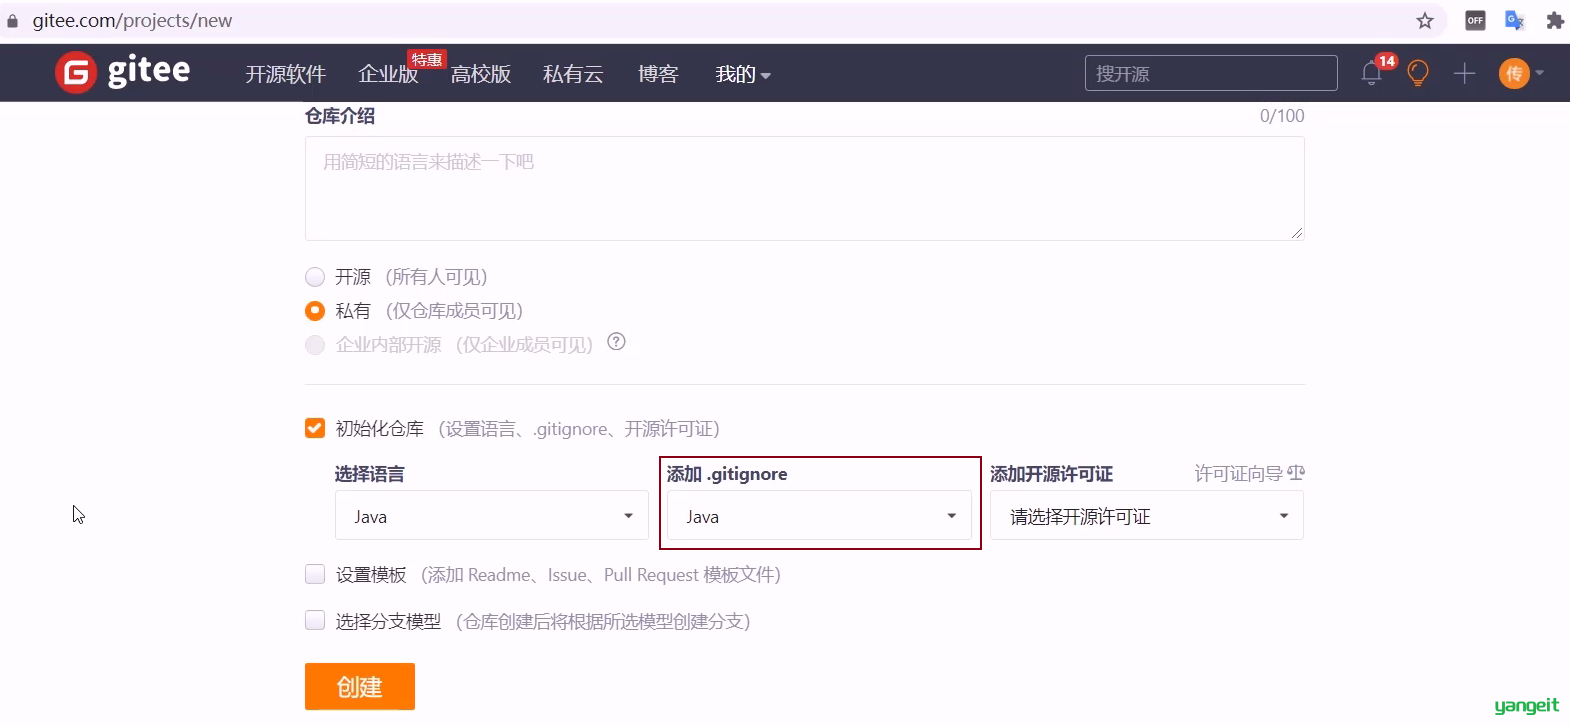 gitee.com/projects/new
OFF
gitee 开源软件 企业版 特惠 高校版 私有云 博客 我的 搜开源 14 传
仓库介绍 0/100
用简短的语言来描述一下吧
开源 (所有人可见)
私有 (仅仓库成员可见)
企业内部开源 (仅企业成员可见) ?
初始化仓库 (设置语言、.gitignore、开源许可证)
选择语言 添加 .gitignore 添加开源许可证 许可证向导
Java Java 请选择开源许可证
设置模板 (添加 Readme、Issue、Pull Request 模板文件)
选择分支模型 (仓库创建后将根据所选模型创建分支)
创建
yangeit